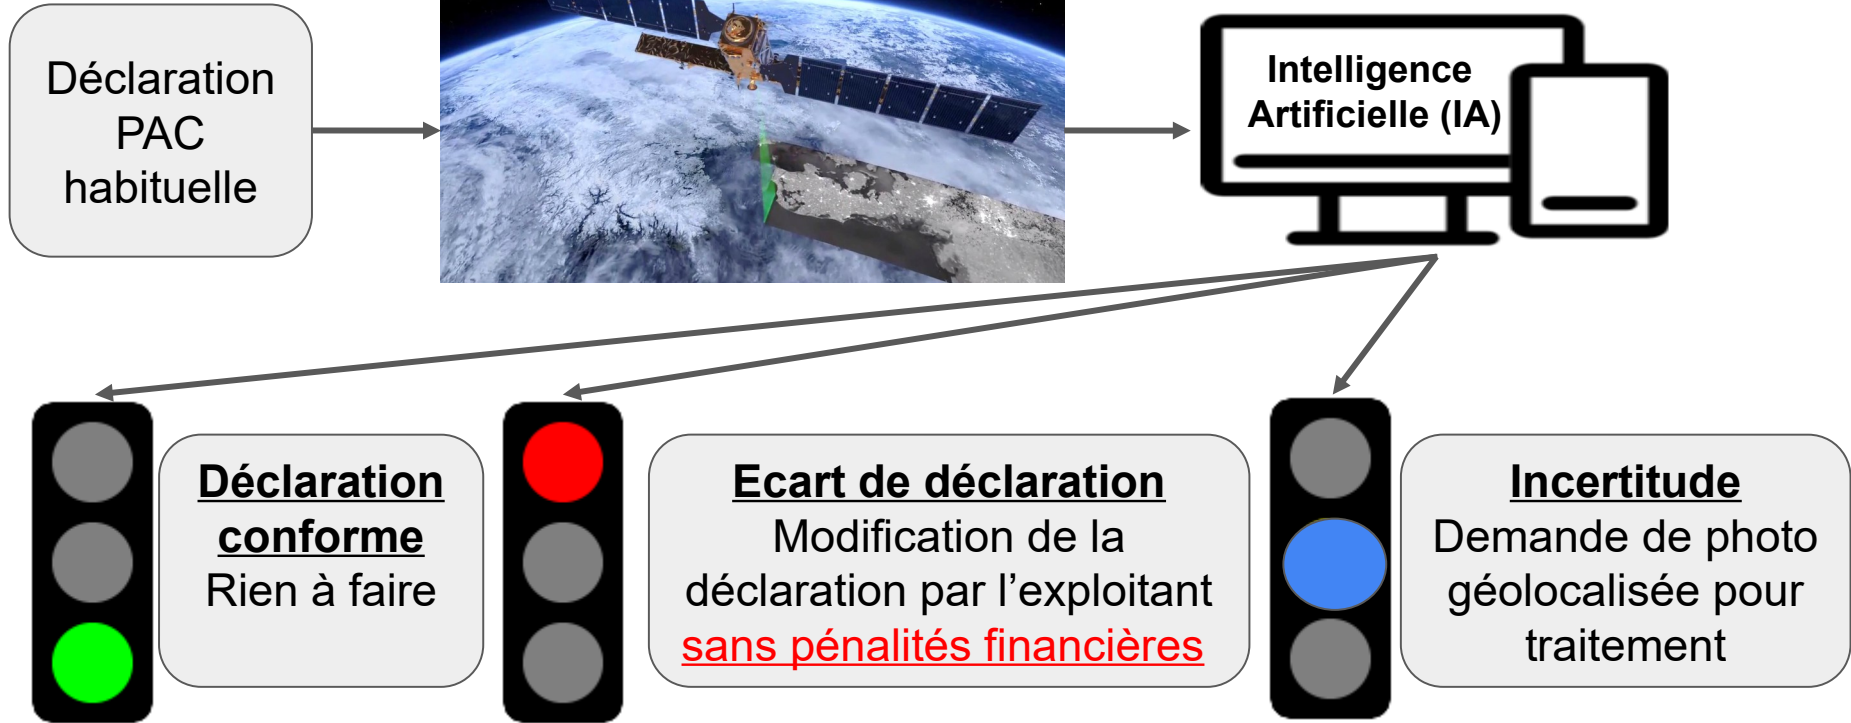 Déclaration
PAC
habituelle
Intelligence
Artificielle (IA)
Déclaration
conforme
Rien à faire
Ecart de déclaration
Modification de la
déclaration par l’exploitant
sans pénalités financières
Incertitude
Demande de photo
géolocalisée pour
traitement